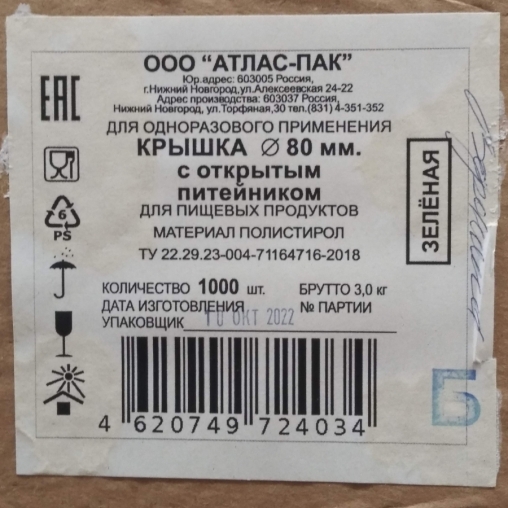 ООО "АТЛАС-ПАК"
Юр.адрес: 603005 Россия,
г.Нижний Новгород,ул.Алексеевская 24-22
Адрес производства: 603037 Россия,
Нижний Новгород, ул.Торфяная,30 тел.(831) 4-351-352
EAC
ДЛЯ ОДНОРАЗОВОГО ПРИМЕНЕНИЯ
КРЫШКА ∅ 80 мм.
с открытым
питейником
ДЛЯ ПИЩЕВЫХ ПРОДУКТОВ
МАТЕРИАЛ ПОЛИСТИРОЛ
ТУ 22.29.23-004-71164716-2018
ЗЕЛЁНАЯ
6
PS
КОЛИЧЕСТВО 1000 шт. БРУТТО 3,0 кг
ДАТА ИЗГОТОВЛЕНИЯ № ПАРТИИ
УПАКОВЩИК 10 ОКТ 2022
Б
4 620749 724034